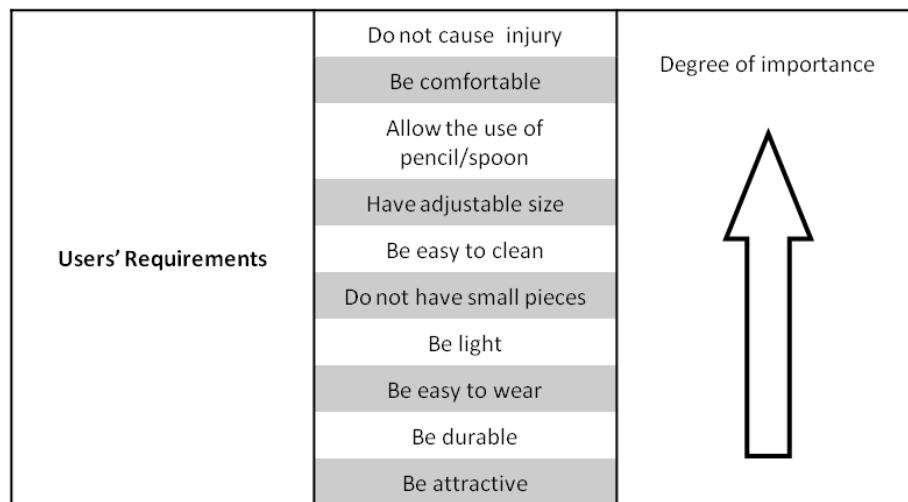 Do not cause injury
Degree of importance
Be comfortable
Allow the use of
pencil/spoon
Have adjustable size
Users’ Requirements
Be easy to clean
Do not have small pieces
Be light
Be easy to wear
Be durable
Be attractive